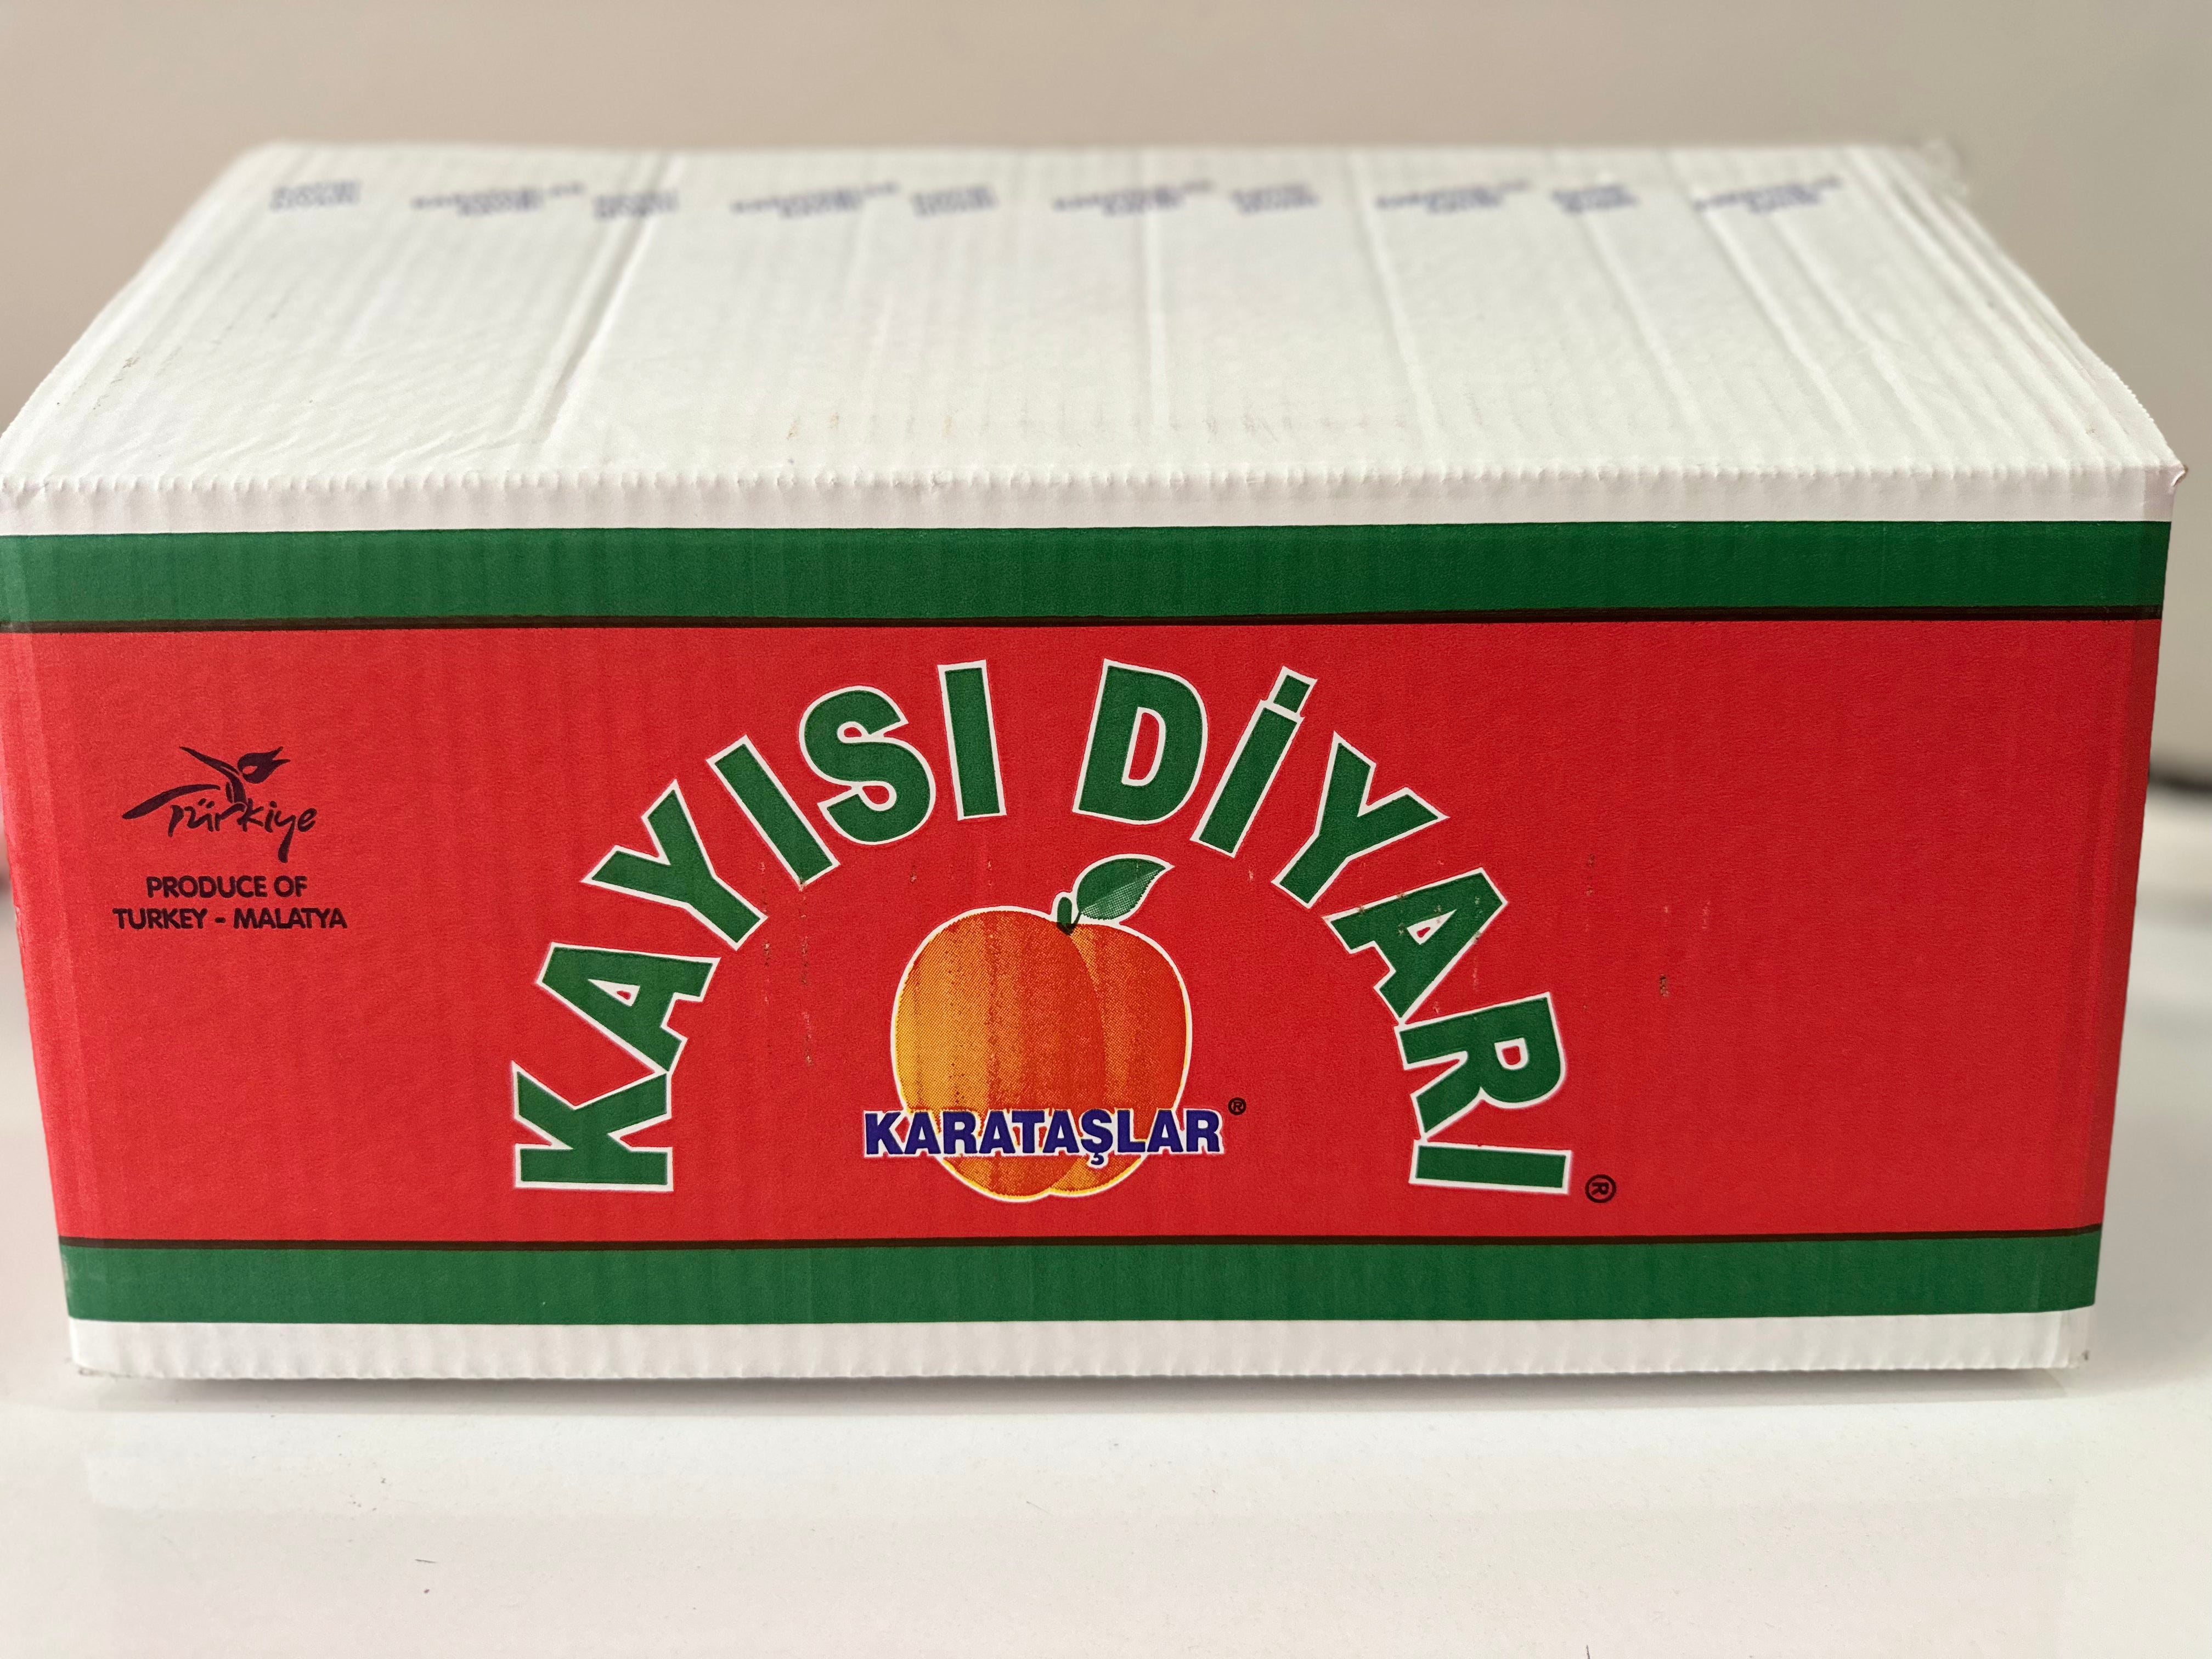 KAYISI DİYARI ®
Türkiye
PRODUCE OF
TURKEY - MALATYA
KARATAŞLAR ®